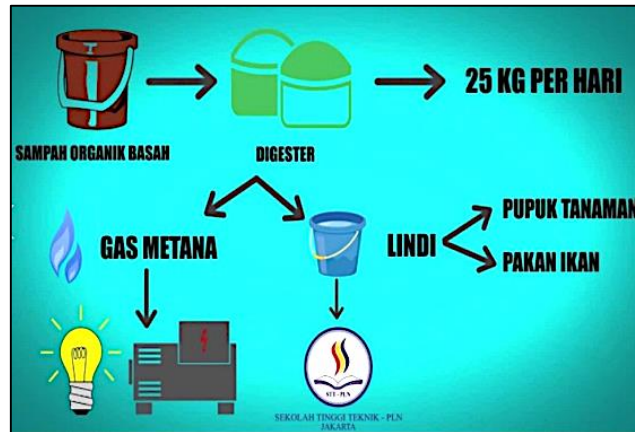 25 KG PER HARI
SAMPAH ORGANIK BASAH
DIGESTER
GAS METANA
LINDI
PUPUK TANAMAN
PAKAN IKAN
STT - PLN
SEKOLAH TINGGI TEKNIK - PLN
JAKARTA